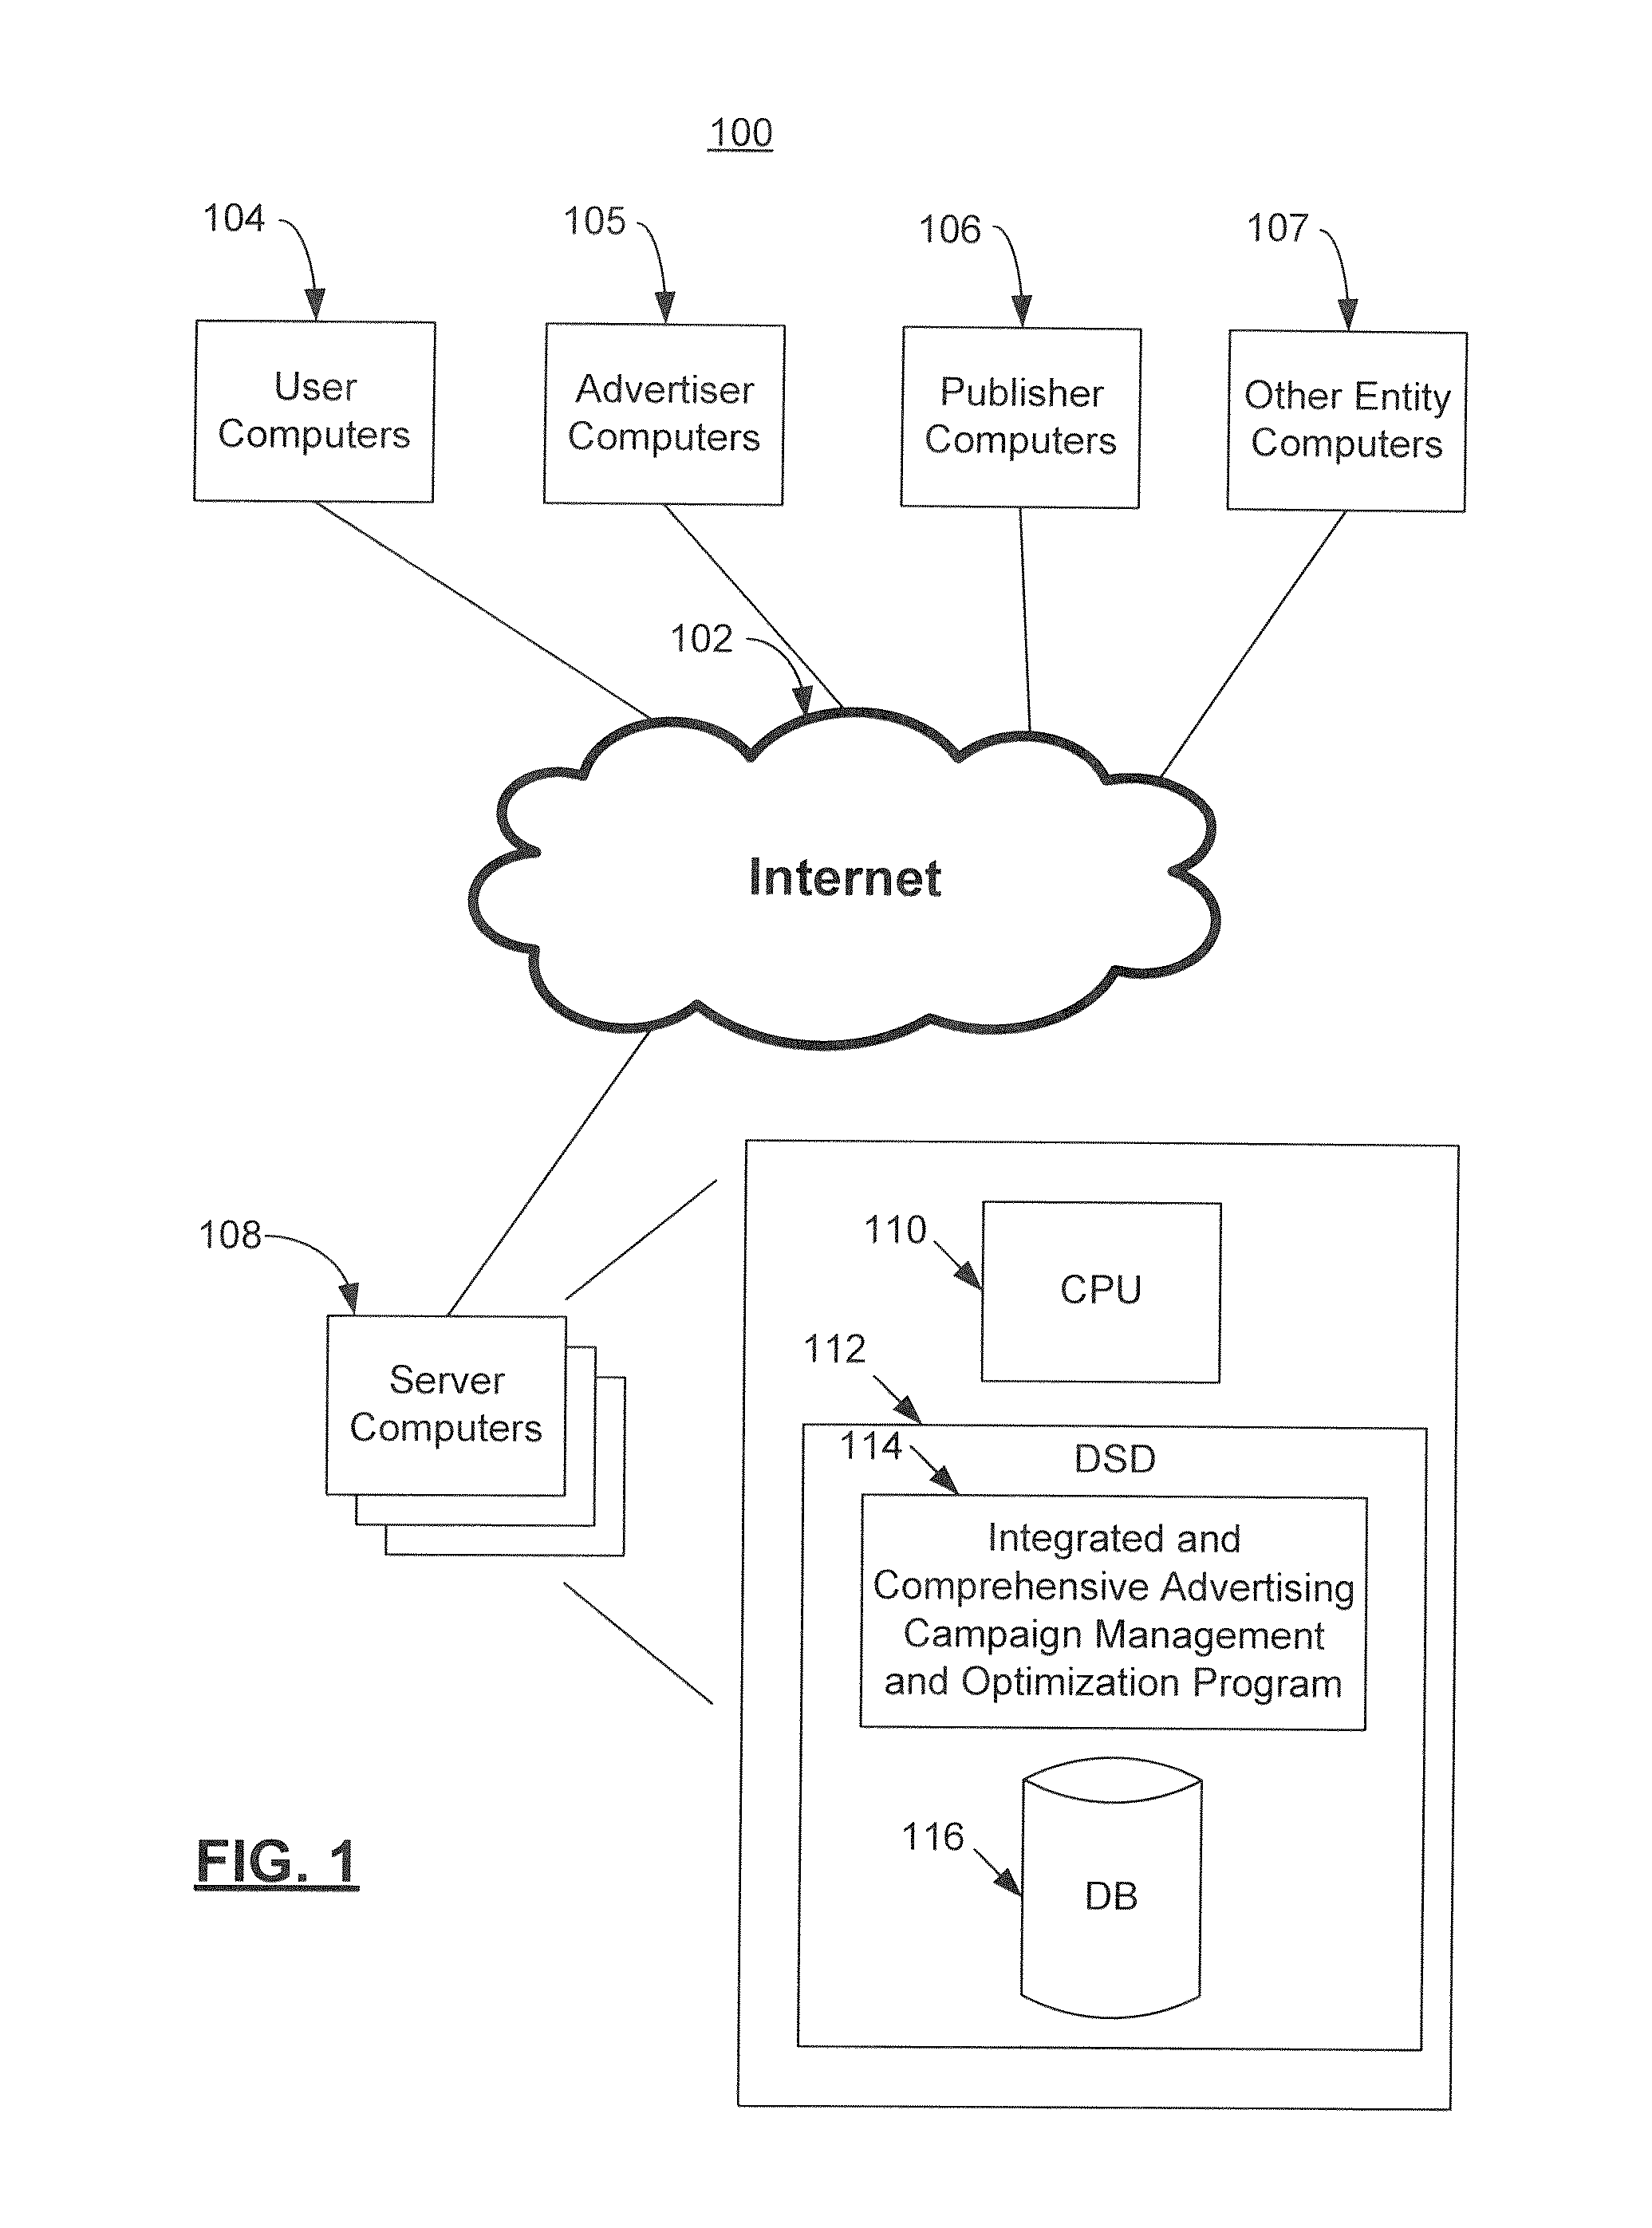 100
104
105
106
107
User
Computers
Advertiser
Computers
Publisher
Computers
Other Entity
Computers
102
Internet
108
Server
Computers
110
CPU
112
DSD
114
Integrated and
Comprehensive Advertising
Campaign Management
and Optimization Program
116
DB
FIG. 1